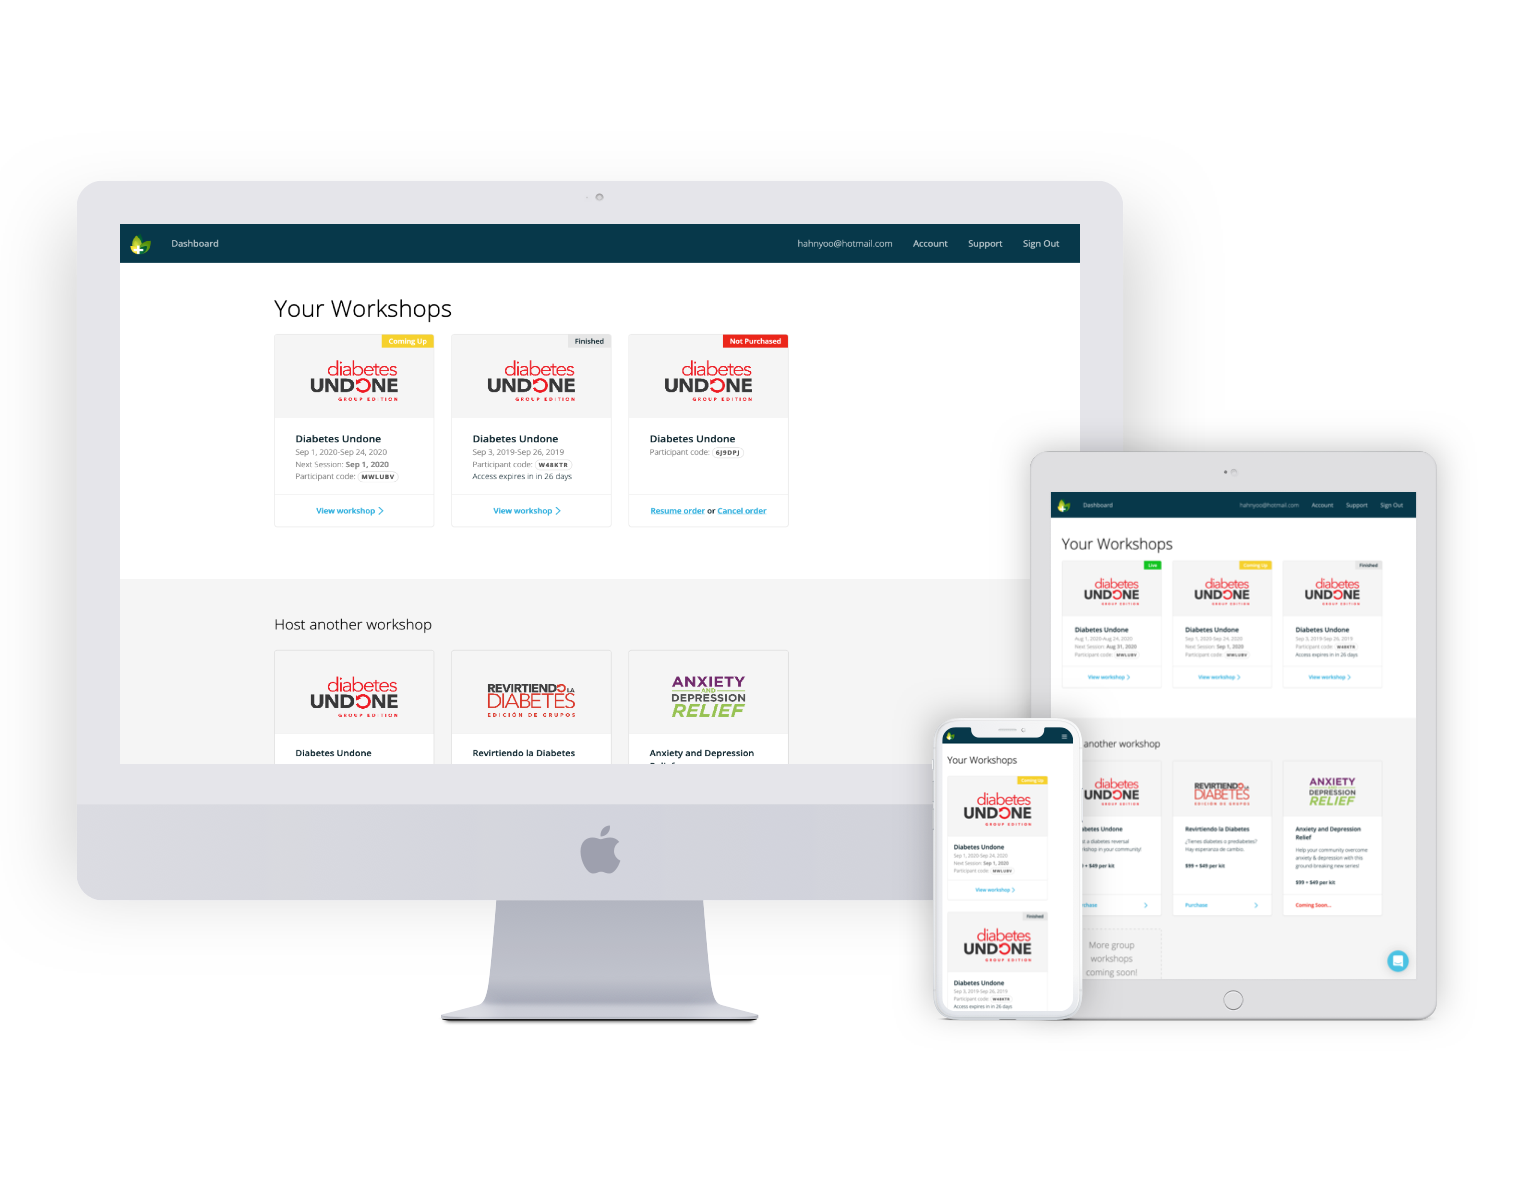 Dashboard
hahnyoo@hotmail.com Account Support Sign Out
Your Workshops
Coming Up
diabetes
UNDONE
GROUP EDITION
Diabetes Undone
Sep 1, 2020-Sep 24, 2020
Next Session: Sep 1, 2020
Participant code: MWLUBV
View workshop
Finished
diabetes
UNDONE
GROUP EDITION
Diabetes Undone
Sep 3, 2019-Sep 26, 2019
Participant code: W48KTR
Access expires in in 26 days
View workshop
Not Purchased
diabetes
UNDONE
GROUP EDITION
Diabetes Undone
Participant code: 6J9DPJ
Resume order or Cancel order
Host another workshop
diabetes
UNDONE
GROUP EDITION
Diabetes Undone
REVIRTIENDO LA
DIABETES
EDICIÓN DE GRUPOS
Revirtiendo la Diabetes
ANXIETY
AND
DEPRESSION
RELIEF
Anxiety and Depression
Dashboard
hahnyoo@hotmail.com Account Support Sign Out
Your Workshops
Live
diabetes
UNDONE
GROUP EDITION
Diabetes Undone
Aug 1, 2020-Aug 24, 2020
Next Session: Aug 31, 2020
Participant code: MWLUBV
View workshop
Coming Up
diabetes
UNDONE
GROUP EDITION
Diabetes Undone
Sep 1, 2020-Sep 24, 2020
Next Session: Sep 1, 2020
Participant code: MWLUBV
View workshop
Finished
diabetes
UNDONE
GROUP EDITION
Diabetes Undone
Sep 3, 2019-Sep 26, 2019
Participant code: W48KTR
Access expires in in 26 days
View workshop
another workshop
diabetes
UNDONE
GROUP EDITION
betes Undone
t a diabetes reversal
kshop in your community!
+ $49 per kit
chase
REVIRTIENDO LA
DIABETES
EDICIÓN DE GRUPOS
Revirtiendo la Diabetes
¿Tienes diabetes o prediabetes?
Hay esperanza de cambio.
$99 + $49 per kit
Purchase
ANXIETY
AND
DEPRESSION
RELIEF
Anxiety and Depression
Relief
Help your community overcome
anxiety & depression with this
ground-breaking new series!
$99 + $49 per kit
Coming Soon...
More group
workshops
coming soon!
Your Workshops
Coming Up
diabetes
UNDONE
GROUP EDITION
Diabetes Undone
Sep 1, 2020-Sep 24, 2020
Next Session: Sep 1, 2020
Participant code: MWLUBV
View workshop
Finished
diabetes
UNDONE
GROUP EDITION
Diabetes Undone
Sep 3, 2019-Sep 26, 2019
Participant code: W48KTR
Access expires in in 26 days